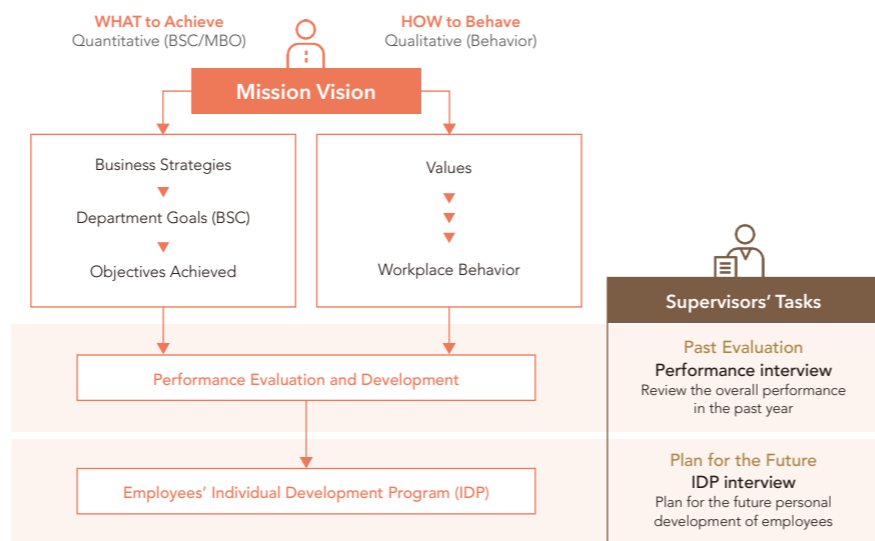 WHAT to Achieve
Quantitative (BSC/MBO)
HOW to Behave
Qualitative (Behavior)
Mission Vision
Business Strategies
Department Goals (BSC)
Objectives Achieved
Values
Workplace Behavior
Supervisors' Tasks
Performance Evaluation and Development
Past Evaluation
Performance interview
Review the overall performance
in the past year
Employees' Individual Development Program (IDP)
Plan for the Future
IDP interview
Plan for the future personal
development of employees